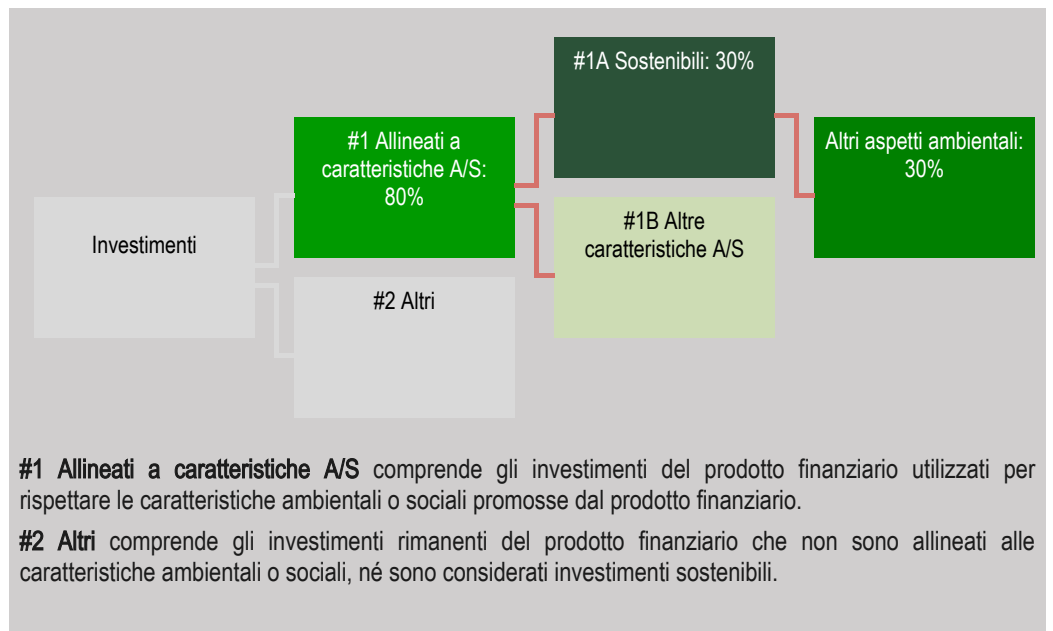 #1A Sostenibili: 30%
#1 Allineati a
caratteristiche A/S:
80%
Altri aspetti ambientali:
30%
Investimenti
#1B Altre
caratteristiche A/S
#2 Altri
#1 Allineati a caratteristiche A/S comprende gli investimenti del prodotto finanziario utilizzati per
rispettare le caratteristiche ambientali o sociali promosse dal prodotto finanziario.
#2 Altri comprende gli investimenti rimanenti del prodotto finanziario che non sono allineati alle
caratteristiche ambientali o sociali, né sono considerati investimenti sostenibili.